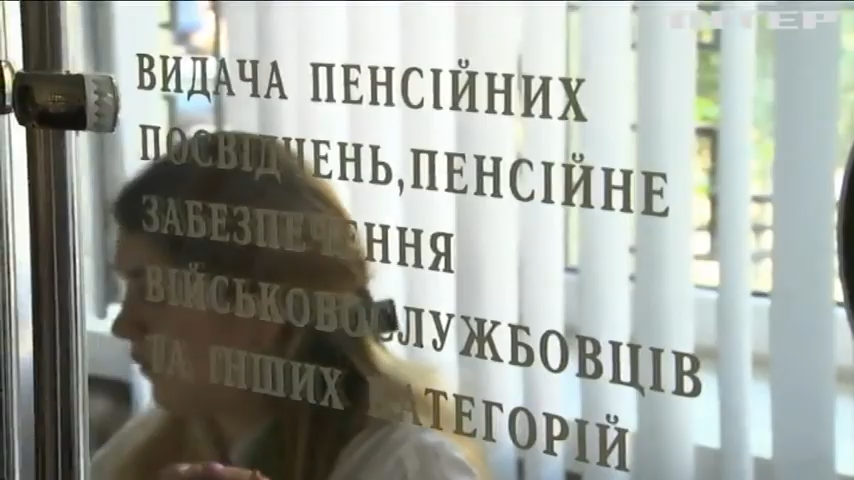 ІНТЕР
ВИДАЧА ПЕНСІЙНИХ
ПОСВІДЧЕНЬ,ПЕНСІЙНЕ
ЗАБЕЗПЕЧЕННЯ
ВІЙСЬКОВОСЛУЖБОВЦІВ
ТА ІНШИХ КАТЕГОРІЙ